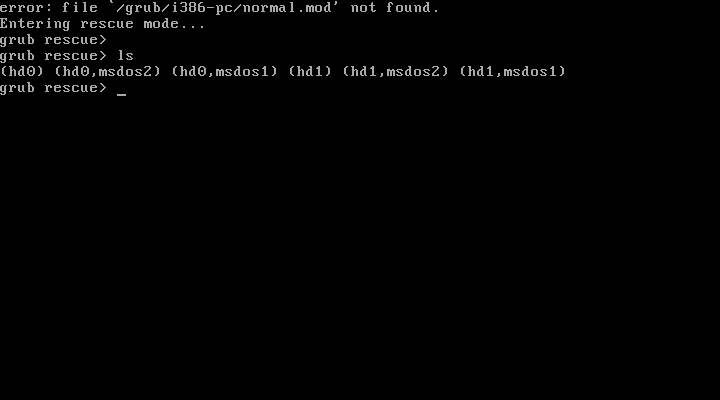 error: file `/grub/i386-pc/normal.mod' not found.
Entering rescue mode...
grub rescue>
grub rescue> ls
(hd0) (hd0,msdos2) (hd0,msdos1) (hd1) (hd1,msdos2) (hd1,msdos1)
grub rescue> _